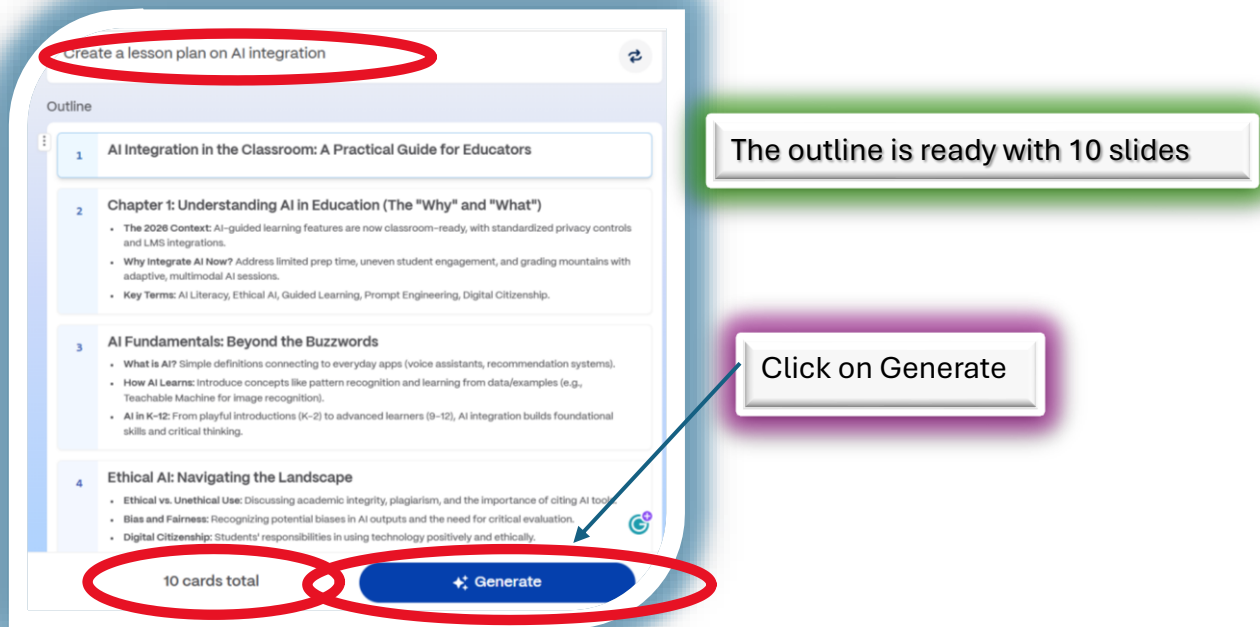 Create a lesson plan on AI integration
Outline
1
AI Integration in the Classroom: A Practical Guide for Educators
2
Chapter 1: Understanding AI in Education (The "Why" and "What")
• The 2026 Context: AI-guided learning features are now classroom-ready, with standardized privacy controls
and LMS integrations.
• Why Integrate AI Now? Address limited prep time, uneven student engagement, and grading mountains with
adaptive, multimodal AI sessions.
• Key Terms: AI Literacy, Ethical AI, Guided Learning, Prompt Engineering, Digital Citizenship.
3
AI Fundamentals: Beyond the Buzzwords
• What is AI? Simple definitions connecting to everyday apps (voice assistants, recommendation systems).
• How AI Learns: Introduce concepts like pattern recognition and learning from data/examples (e.g.,
Teachable Machine for image recognition).
• AI in K-12: From playful introductions (K-2) to advanced learners (9-12), AI integration builds foundational
skills and critical thinking.
4
Ethical AI: Navigating the Landscape
• Ethical vs. Unethical Use: Discussing academic integrity, plagiarism, and the importance of citing AI tools.
• Bias and Fairness: Recognizing potential biases in AI outputs and the need for critical evaluation.
• Digital Citizenship: Students' responsibilities in using technology positively and ethically.
10 cards total
Generate
The outline is ready with 10 slides
Click on Generate